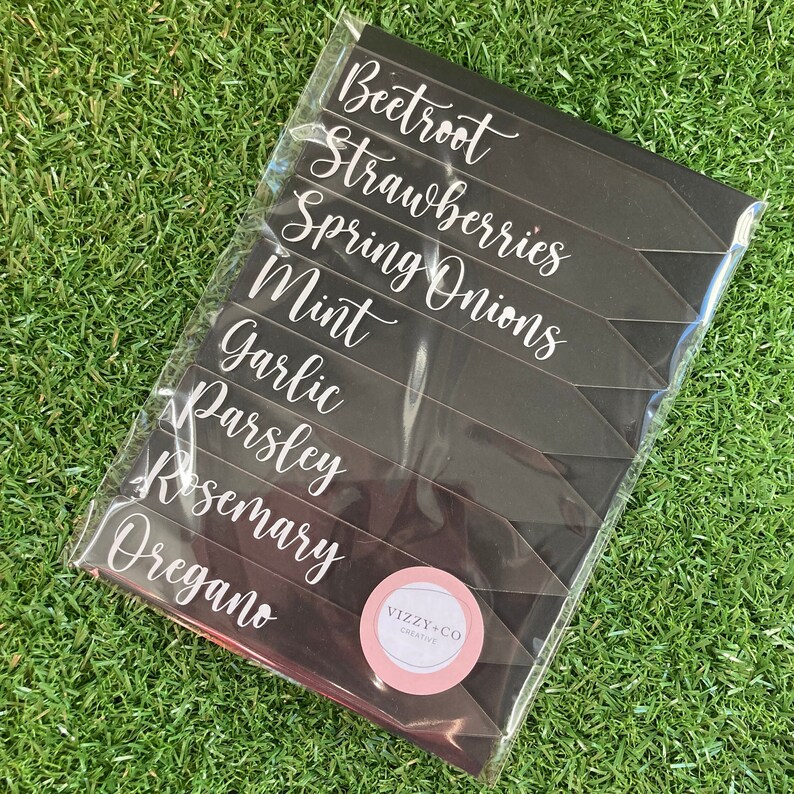 Beetroot
Strawberries
Spring Onions
Mint
Garlic
Parsley
Rosemary
Oregano
VIZZY+CO
CREATIVE